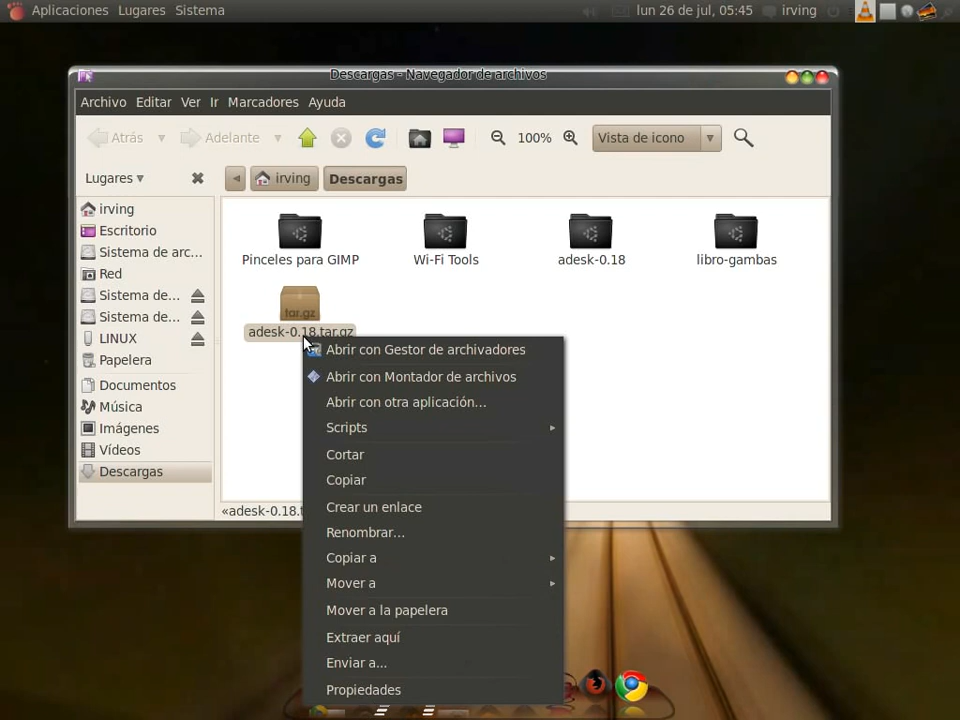 Aplicaciones Lugares Sistema lun 26 de jul, 05:45 irving
Descargas - Navegador de archivos
Archivo Editar Ver Ir Marcadores Ayuda
Atrás Adelante 100% Vista de icono
Lugares irving Descargas
irving
Escritorio
Sistema de arc...
Red
Sistema de...
Sistema de...
LINUX
Papelera
Documentos
Música
Imágenes
Vídeos
Descargas
Pinceles para GIMP Wi-Fi Tools adesk-0.18 libro-gambas
tar.gz
adesk-0.18.tar.gz
«adesk-0.18.t
Abrir con Gestor de archivadores
Abrir con Montador de archivos
Abrir con otra aplicación...
Scripts
Cortar
Copiar
Crear un enlace
Renombrar...
Copiar a
Mover a
Mover a la papelera
Extraer aquí
Enviar a...
Propiedades